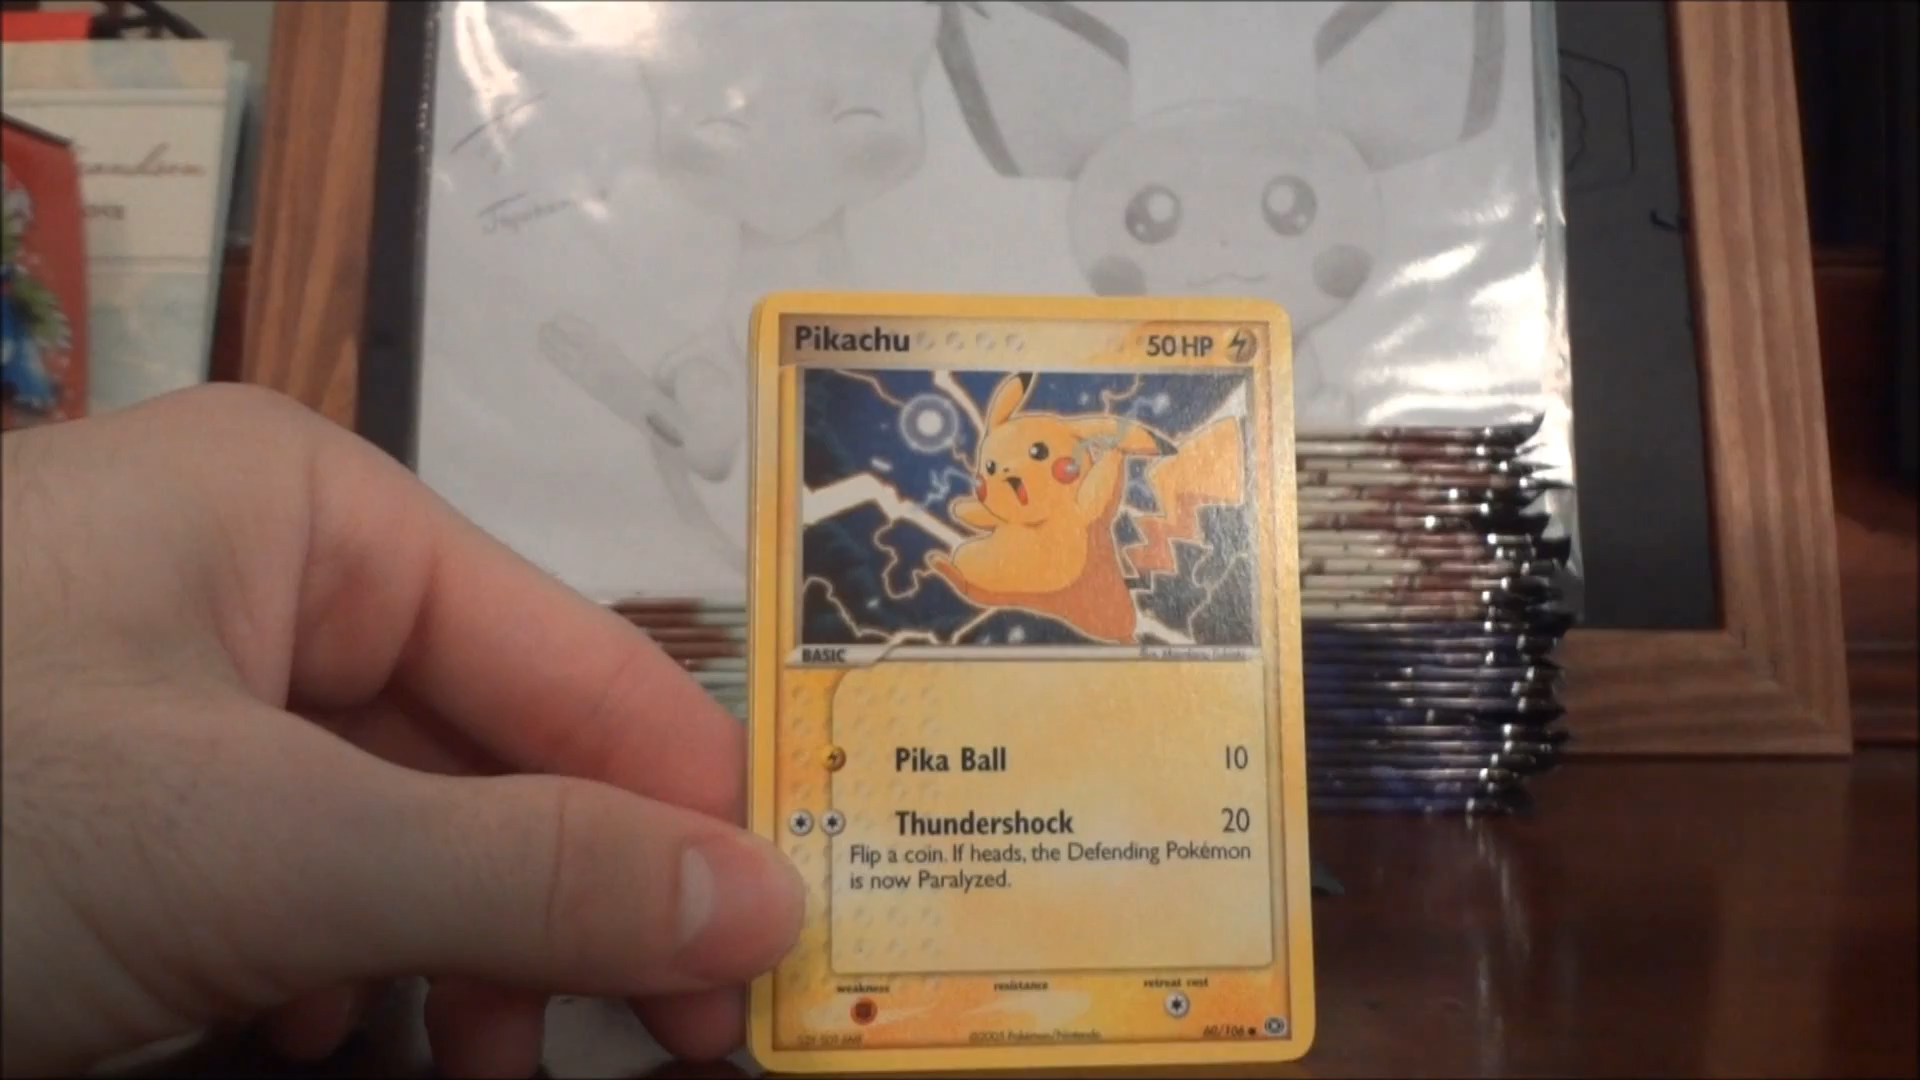 Pikachu
50 HP
BASIC
Pika Ball 10
Thundershock 20
Flip a coin. If heads, the Defending Pokémon
is now Paralyzed.
weakness resistance retreat cost
©2005 Pokémon/Nintendo
60/106